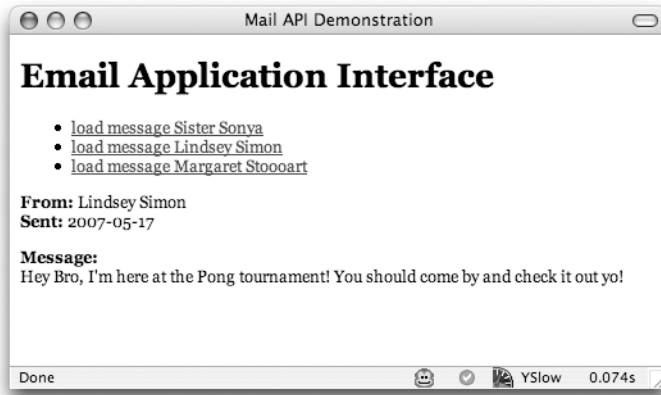 Mail API Demonstration
Email Application Interface
• load message Sister Sonya
• load message Lindsey Simon
• load message Margaret Stoooart
From: Lindsey Simon
Sent: 2007-05-17
Message:
Hey Bro, I'm here at the Pong tournament! You should come by and check it out yo!
Done YSlow 0.074s